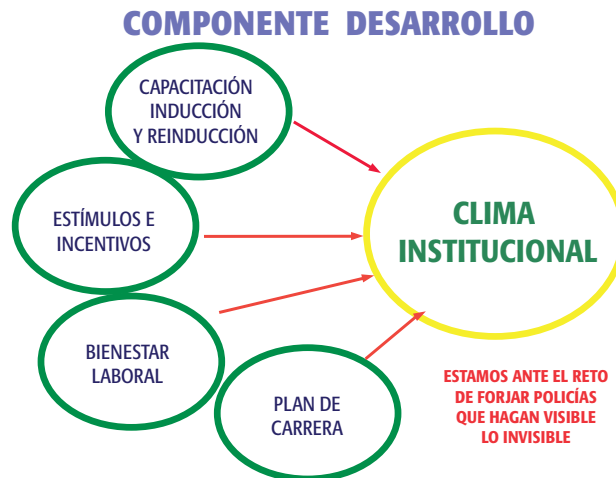 COMPONENTE DESARROLLO
CAPACITACIÓN
INDUCCIÓN
Y REINDUCCIÓN
ESTÍMULOS E
INCENTIVOS
BIENESTAR
LABORAL
PLAN DE
CARRERA
CLIMA
INSTITUCIONAL
ESTAMOS ANTE EL RETO
DE FORJAR POLICÍAS
QUE HAGAN VISIBLE
LO INVISIBLE